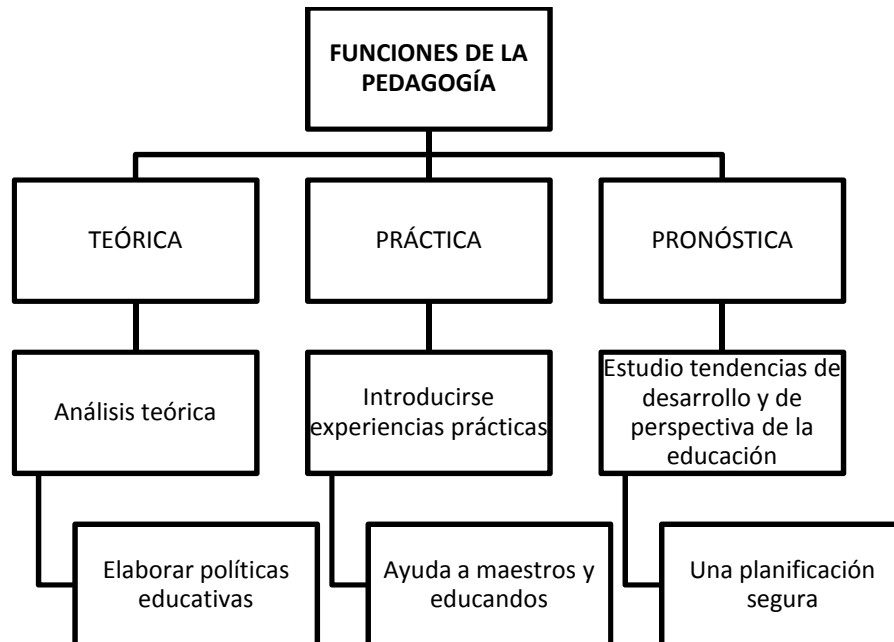 FUNCIONES DE LA
PEDAGOGÍA
TEÓRICA
PRÁCTICA
PRONÓSTICA
Análisis teórica
Introducirse
experiencias prácticas
Estudio tendencias de
desarrollo y de
perspectiva de la
educación
Elaborar políticas
educativas
Ayuda a maestros y
educandos
Una planificación
segura